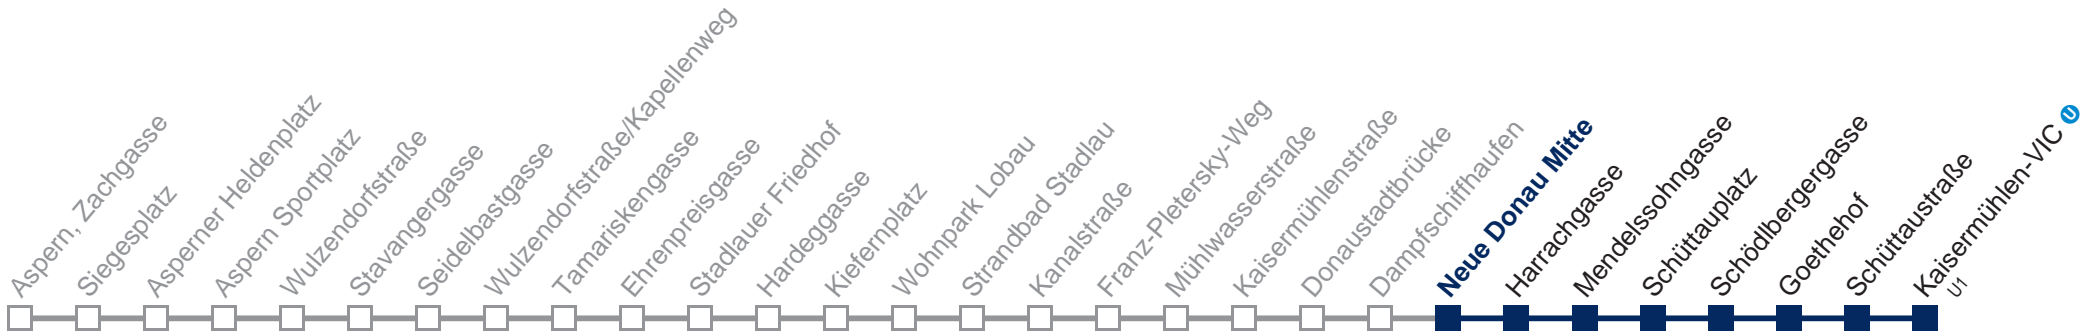 Aspern, Zachgasse
Siegesplatz
Asperner Heldenplatz
Aspern Sportplatz
Wulzendorfstraße
Stavangergasse
Seidelbastgasse
Wulzendorfstraße/Kapellenweg
Tamariskengasse
Ehrenpreisgasse
Stadlauer Friedhof
Hardeggasse
Kiefernplatz
Wohnpark Lobau
Strandbad Stadlau
Kanalstraße
Franz-Pletersky-Weg
Mühlwasserstraße
Kaisermühlenstraße
Donaustadtbrücke
Dampfschiffhaufen
Neue Donau Mitte
Harrachgasse
Mendelssohngasse
Schüttauplatz
Schödlbergergasse
Goethehof
Schüttaustraße
Kaisermühlen-VIC U
U1